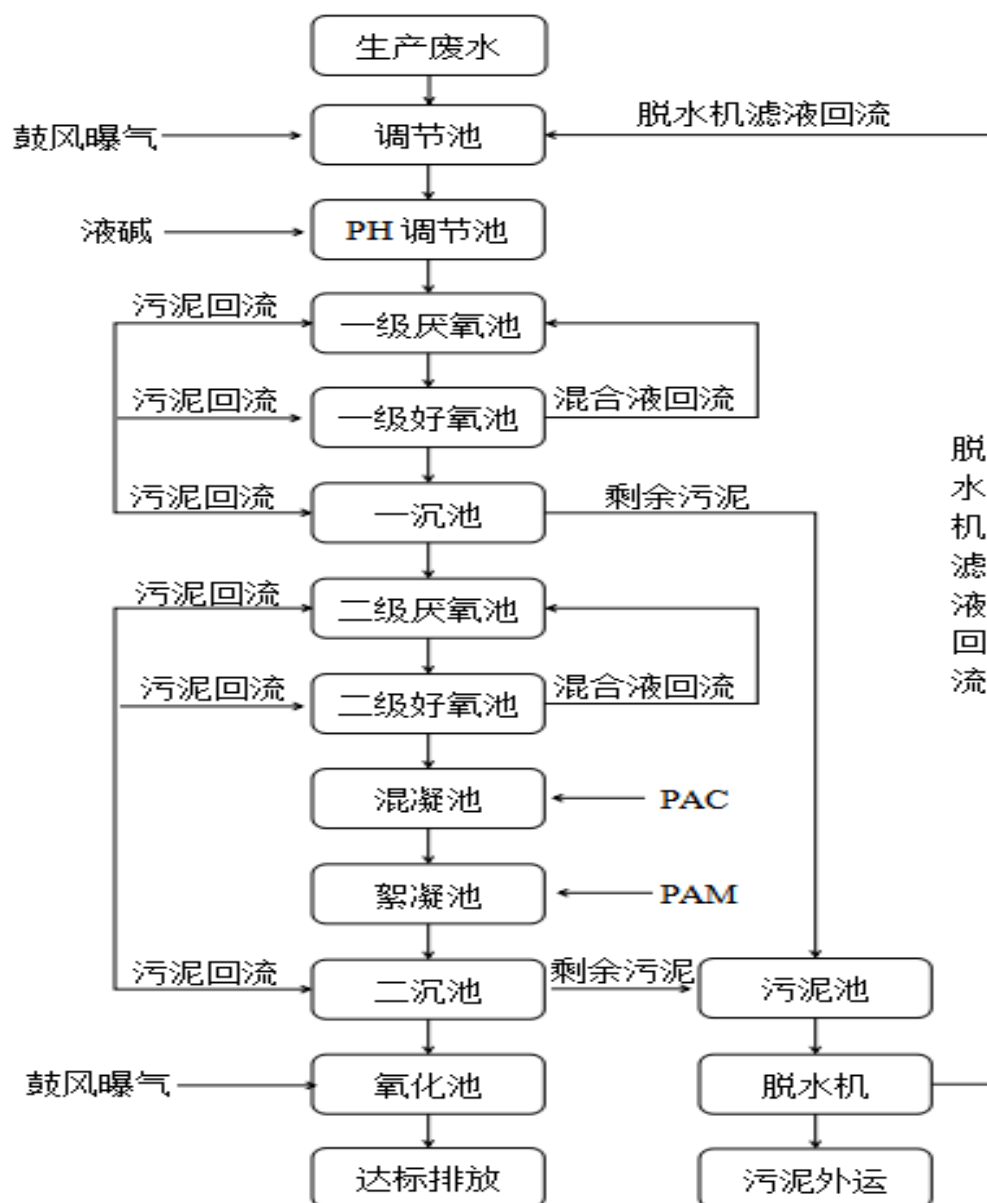 生产废水
脱水机滤液回流
鼓风曝气
调节池
液碱
PH 调节池
污泥回流
一级厌氧池
污泥回流
一级好氧池
混合液回流
污泥回流
一沉池
剩余污泥
脱水机滤液回流
污泥回流
二级厌氧池
污泥回流
二级好氧池
混合液回流
混凝池
PAC
絮凝池
PAM
污泥回流
二沉池
剩余污泥
污泥池
鼓风曝气
氧化池
脱水机
达标排放
污泥外运